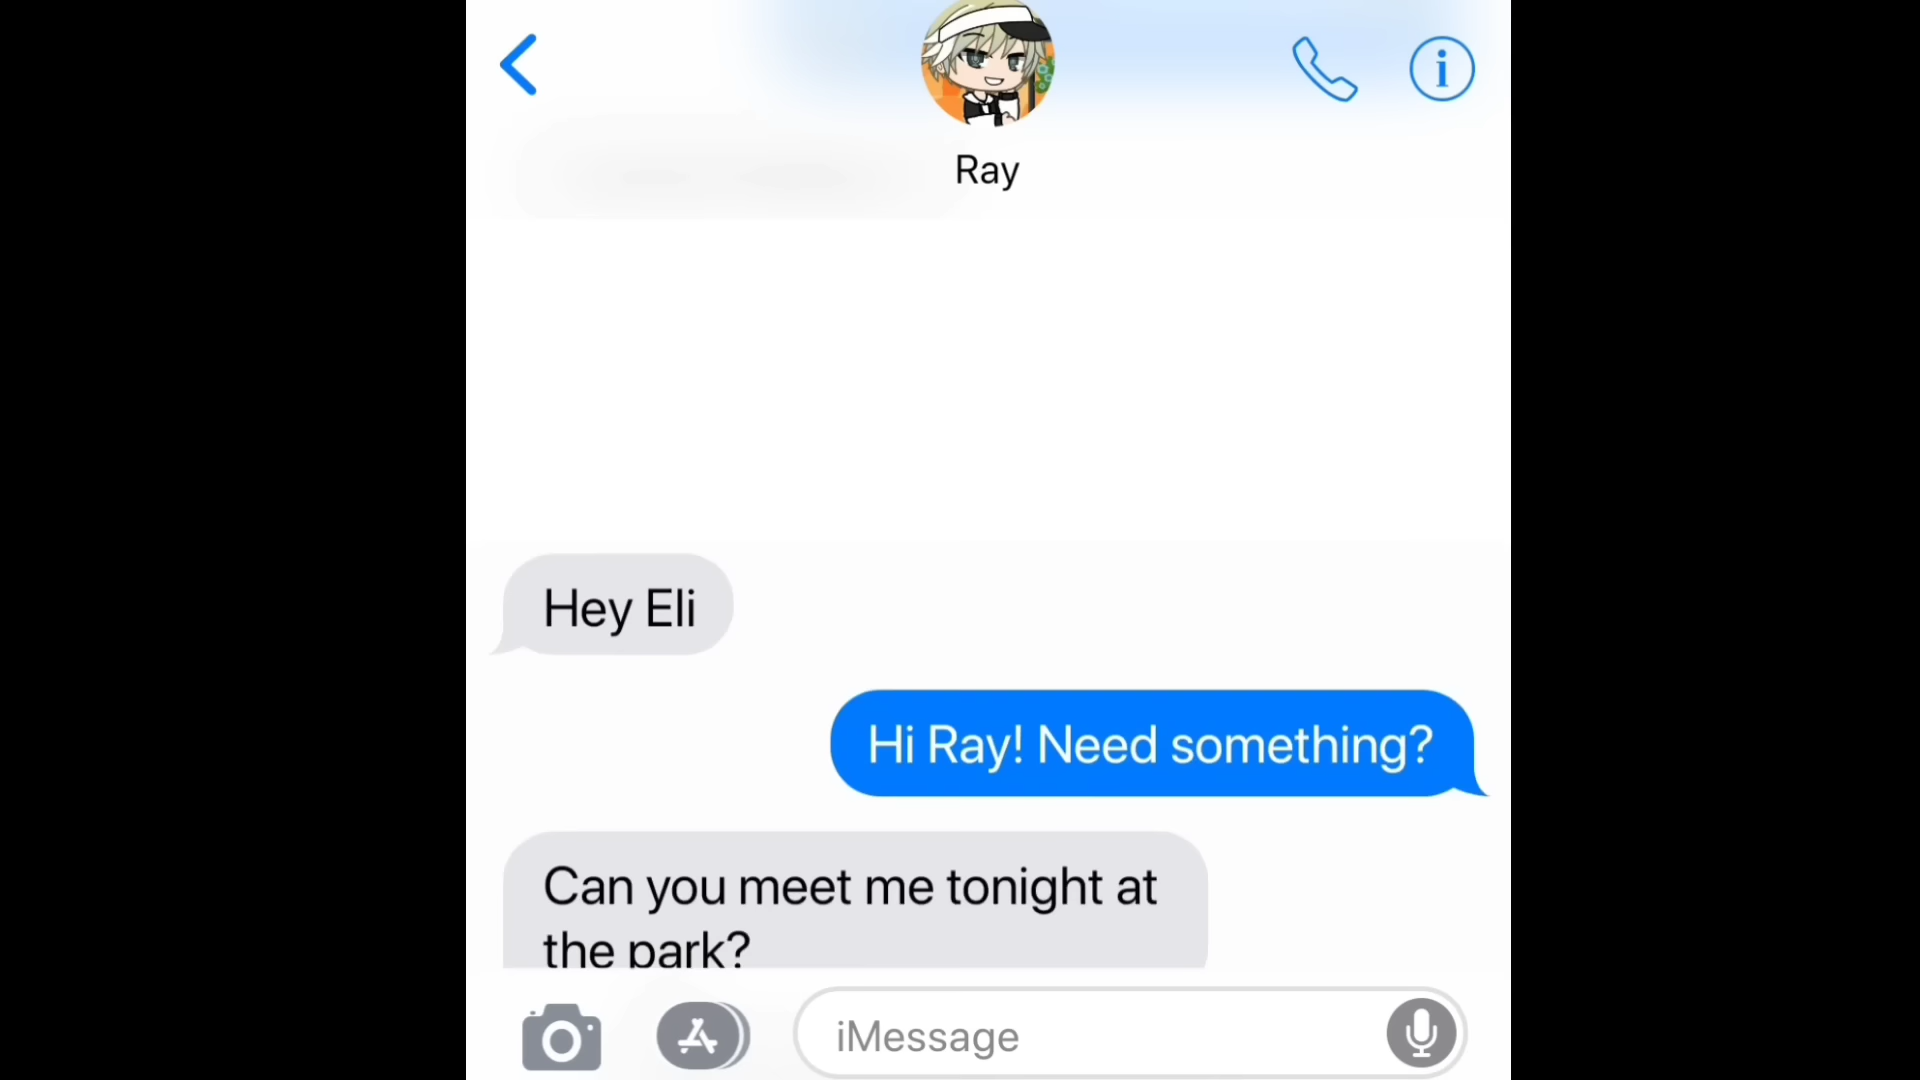 Ray
Hey Eli
Hi Ray! Need something?
Can you meet me tonight at
the park?
iMessage